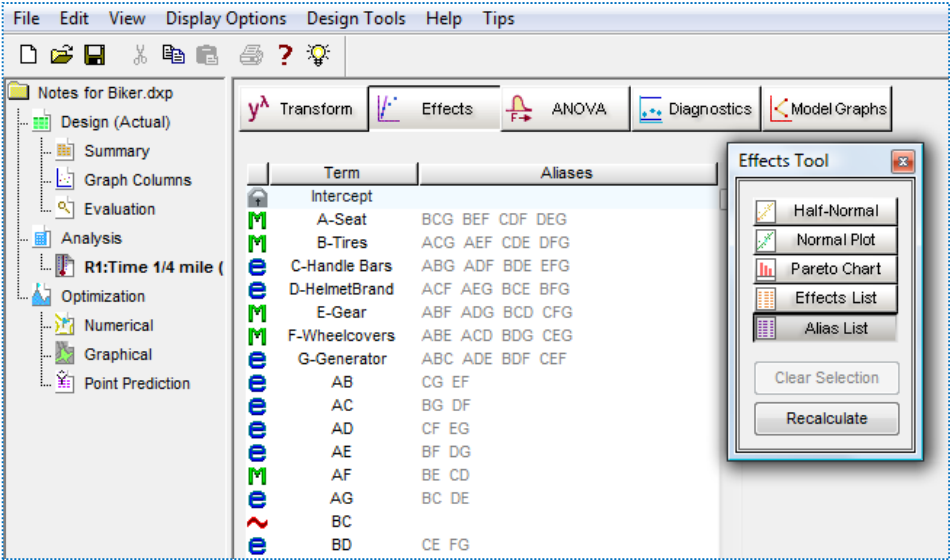 File Edit View Display Options Design Tools Help Tips
Notes for Biker.dxp
Design (Actual)
Summary
Graph Columns
Evaluation
Analysis
R1:Time 1/4 mile (
Optimization
Numerical
Graphical
Point Prediction
yλ Transform Effects ANOVA Diagnostics Model Graphs
Term Aliases
Intercept
M A-Seat BCG BEF CDF DEG
M B-Tires ACG AEF CDE DFG
e C-Handle Bars ABG ADF BDE EFG
e D-HelmetBrand ACF AEG BCE BFG
M E-Gear ABF ADG BCD CFG
M F-Wheelcovers ABE ACD BDG CEG
e G-Generator ABC ADE BDF CEF
e AB CG EF
e AC BG DF
e AD CF EG
e AE BF DG
M AF BE CD
e AG BC DE
~ BC
e BD CE FG
Effects Tool
Half-Normal
Normal Plot
Pareto Chart
Effects List
Alias List
Clear Selection
Recalculate